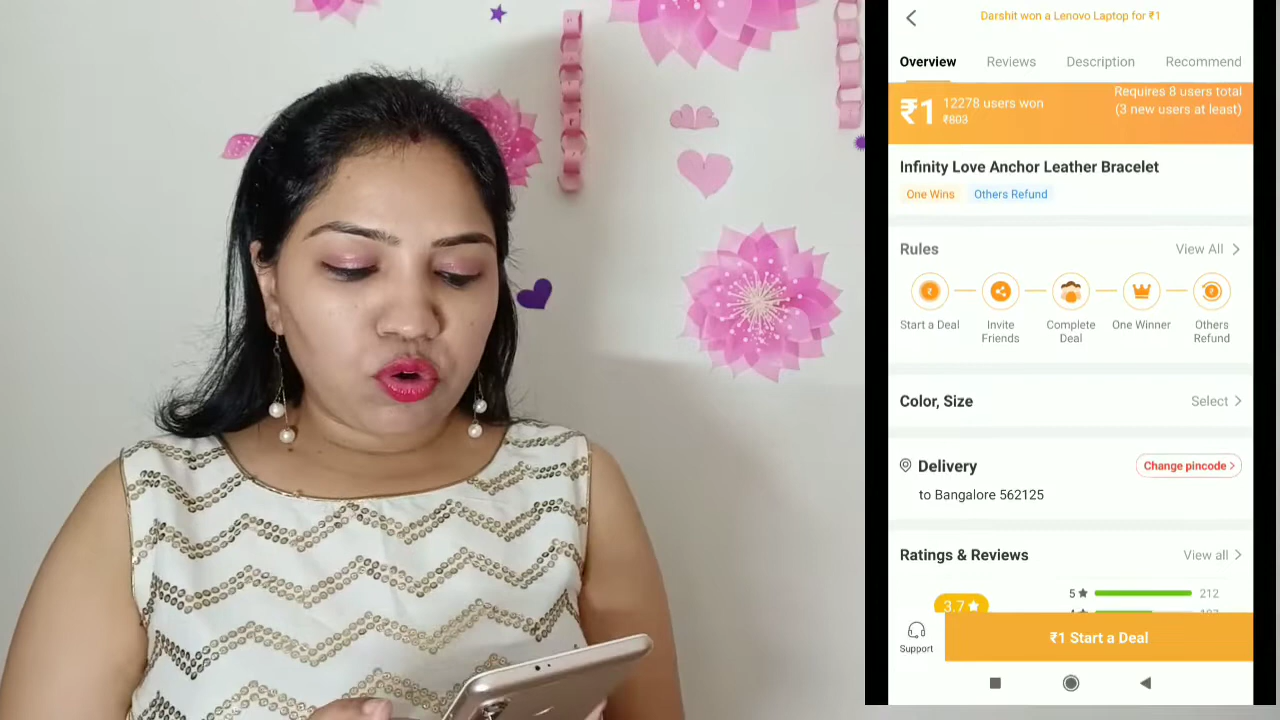 Darshit won a Lenovo Laptop for ₹1
Overview Reviews Description Recommend
₹1 12278 users won
₹803
Requires 8 users total
(3 new users at least)
Infinity Love Anchor Leather Bracelet
One Wins Others Refund
Rules View All
Start a Deal
Invite Friends
Complete Deal
One Winner
Others Refund
Color, Size Select
Delivery Change pincode
to Bangalore 562125
Ratings & Reviews View all
3.7
5 212
Support
₹1 Start a Deal